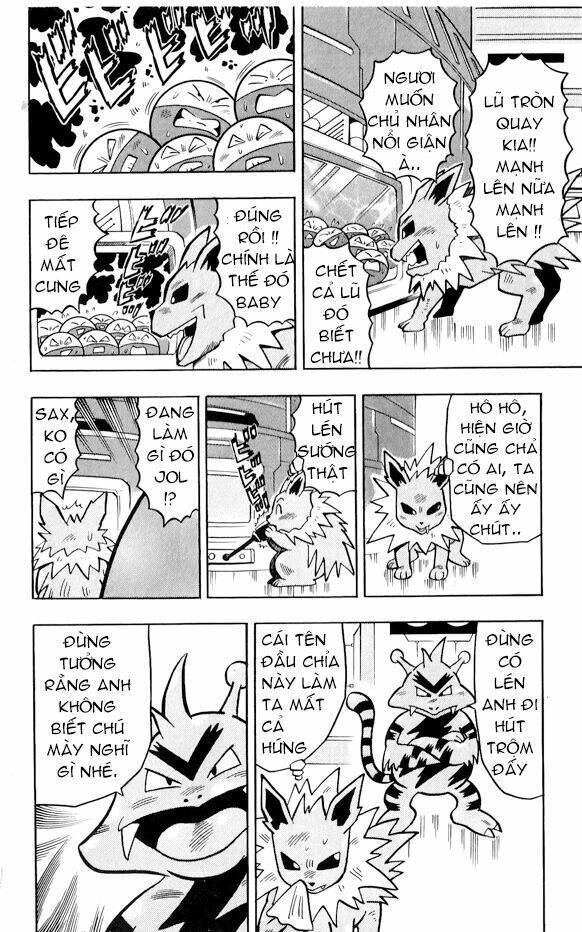 LŨ TRÒN
QUAY
KIA!!
MẠNH
LÊN NỮA
MẠNH
LÊN !!
NGƯƠI
MUỐN
CHỦ NHÂN
NỔI GIẬN
À..
CHẾT
CẢ LŨ
ĐÓ
BIẾT
CHƯA!!
ĐÚNG
RỒI !!
CHÍNH LÀ
THẾ ĐÓ
BABY
TIẾP
ĐÊ
MẤT
CUNG
HÔ HÔ,
HIỆN GIỜ
CŨNG CHẢ
CÓ AI, TA
CŨNG NÊN
ẤY ẤY
CHÚT..
HÚT
LÉN
SƯỚNG
THẬT
ĐANG
LÀM
GÌ ĐÓ
JOL
!?
SAX,
KO
CÓ
GÌ
ĐỪNG
CÓ
LÉN
ANH ĐI
HÚT
TRỘM
ĐẤY
CÁI TÊN
ĐẦU CHỈA
NÀY LÀM
TA MẤT
CẢ
HỨNG
ĐỪNG
TƯỞNG
RẰNG ANH
KHÔNG
BIẾT CHÚ
MÀY NGHĨ
GÌ NHÉ.